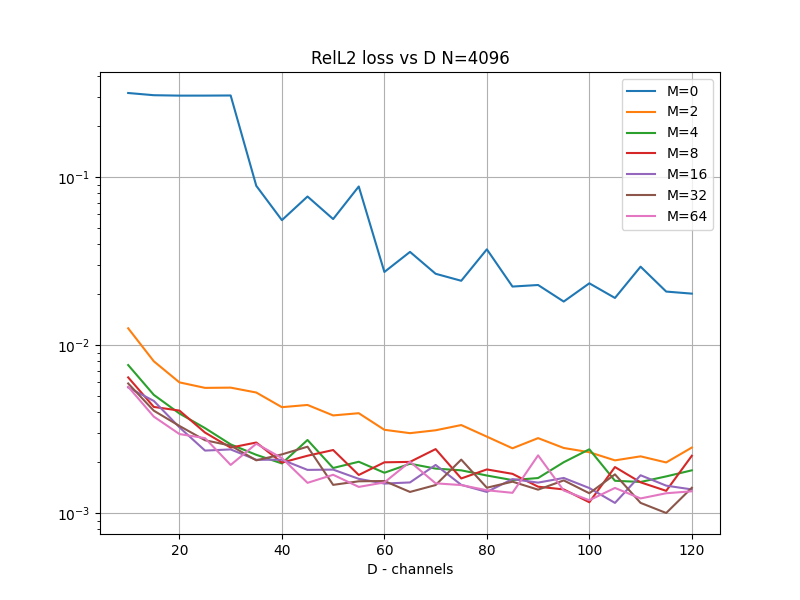 RelL2 loss vs D N=4096
M=0
M=2
M=4
M=8
M=16
M=32
M=64
10⁻¹
10⁻²
10⁻³
20 40 60 80 100 120
D - channels